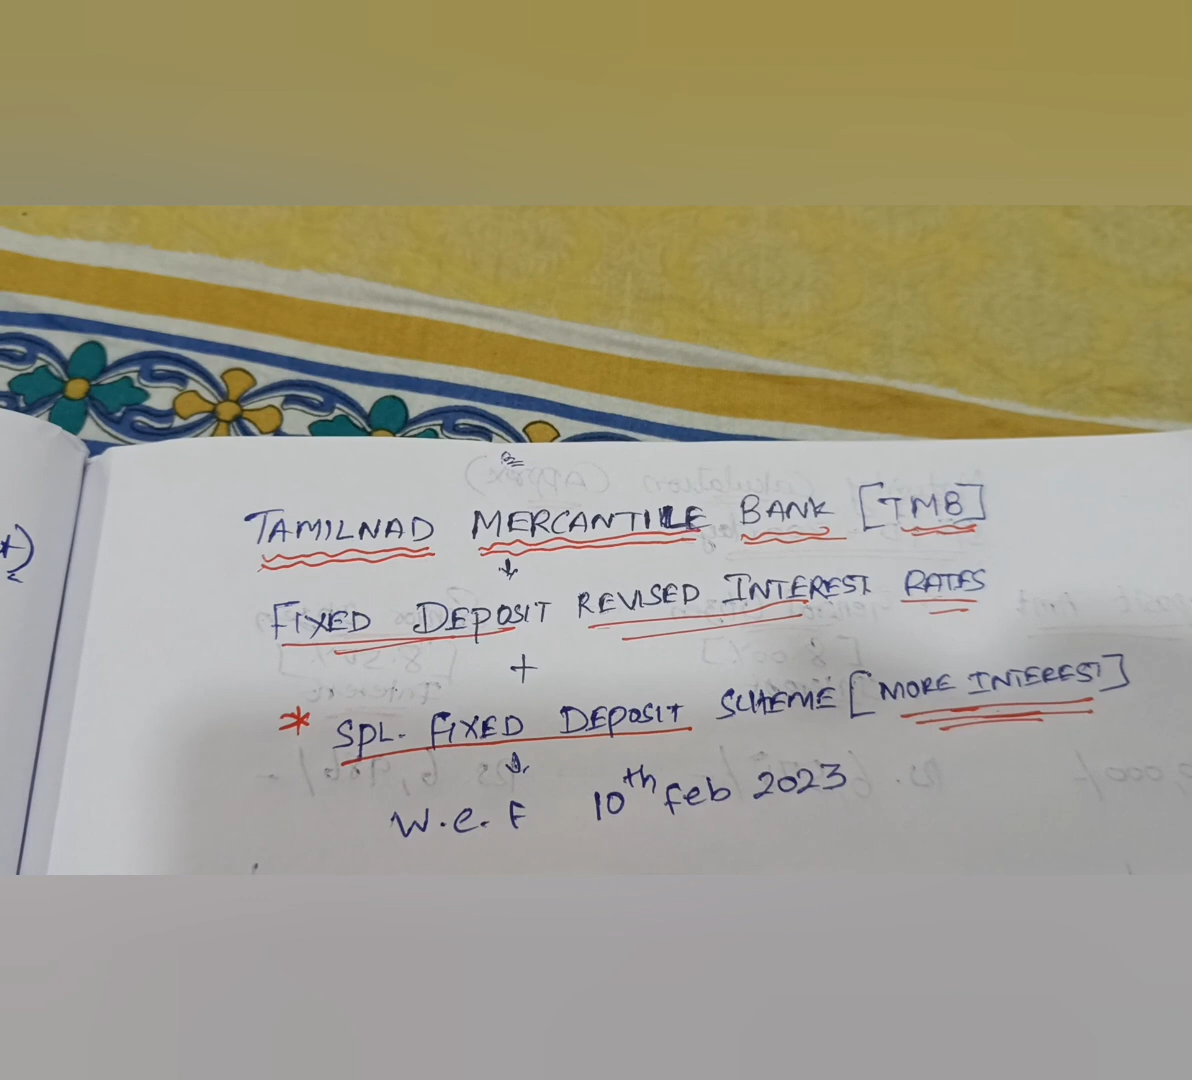 TAMILNAD MERCANTILE BANK [TMB]
↓
FIXED DEPOSIT REVISED INTEREST RATES
+
* SPL. FIXED DEPOSIT SCHEME [MORE INTEREST]
↓
W.e.F 10th feb 2023